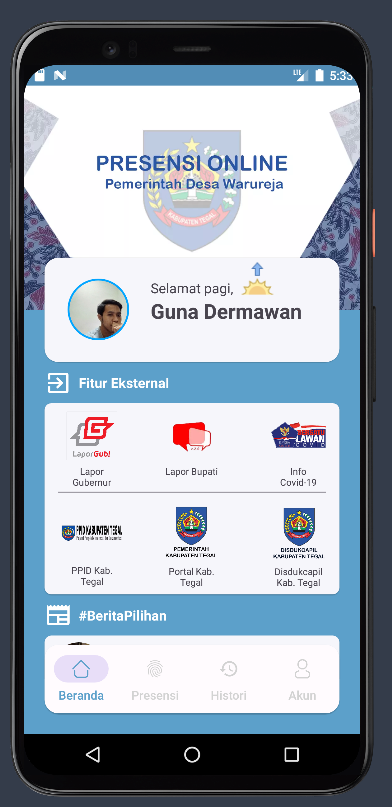 LTE
5:33
PRESENSI ONLINE
Pemerintah Desa Warureja
KABUPATEN TEGAL
Selamat pagi,
Guna Dermawan
Fitur Eksternal
LaporGub!
LAWAN
Lapor
Gubernur
Lapor Bupati
Info
Covid-19
PPID KABUPATEN TEGAL
PEMERINTAH
KABUPATEN TEGAL
DISDUKCAPIL
KABUPATEN TEGAL
PPID Kab.
Tegal
Portal Kab.
Tegal
Disdukcapil
Kab. Tegal
#BeritaPilihan
Beranda
Presensi
Histori
Akun